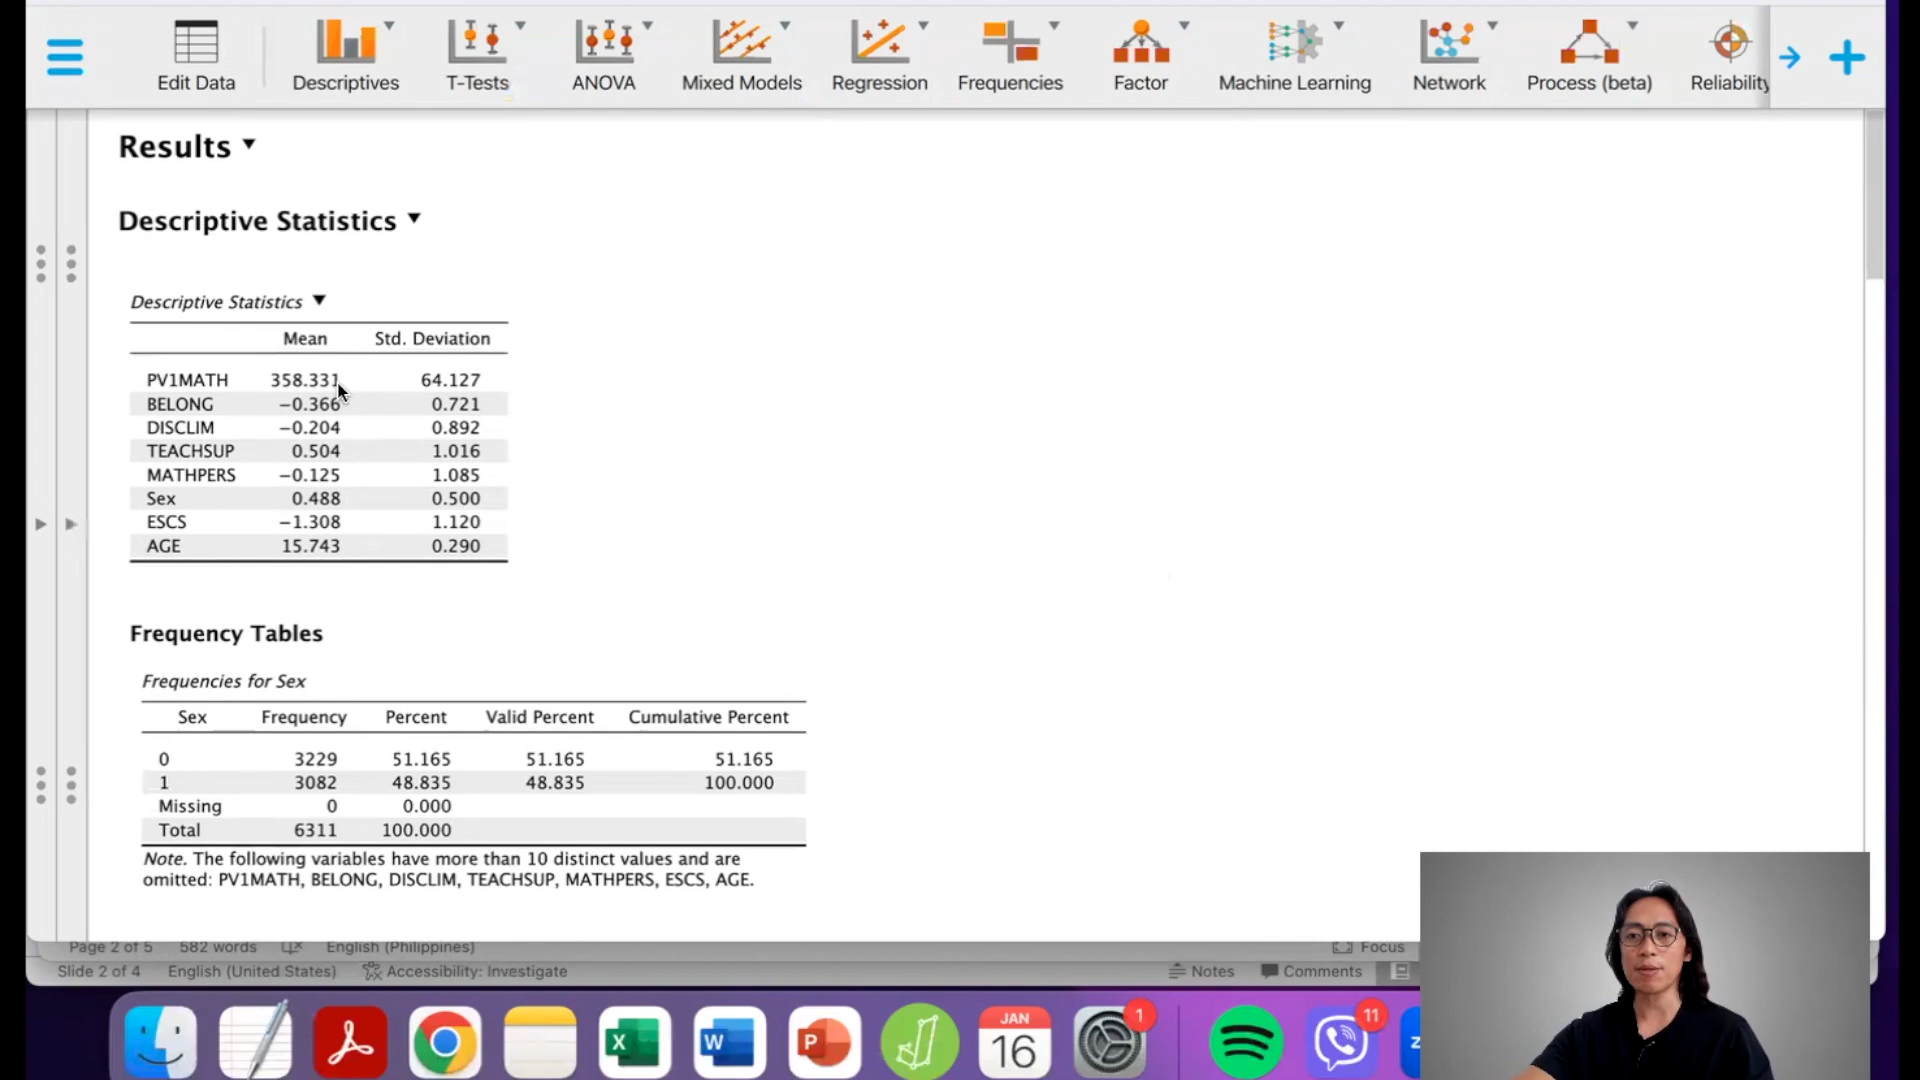 Edit Data
Descriptives
T-Tests
ANOVA
Mixed Models
Regression
Frequencies
Factor
Machine Learning
Network
Process (beta)
Reliability
Results
Descriptive Statistics
Descriptive Statistics
Mean Std. Deviation
PV1MATH 358.331 64.127
BELONG −0.366 0.721
DISCLIM −0.204 0.892
TEACHSUP 0.504 1.016
MATHPERS −0.125 1.085
Sex 0.488 0.500
ESCS −1.308 1.120
AGE 15.743 0.290
Frequency Tables
Frequencies for Sex
Sex Frequency Percent Valid Percent Cumulative Percent
0 3229 51.165 51.165 51.165
1 3082 48.835 48.835 100.000
Missing 0 0.000
Total 6311 100.000
Note. The following variables have more than 10 distinct values and are
omitted: PV1MATH, BELONG, DISCLIM, TEACHSUP, MATHPERS, ESCS, AGE.
Page 2 of 5 582 words English (Philippines) Focus
Slide 2 of 4 English (United States) Accessibility: Investigate Notes Comments
X
W
P
JAN
16
1
11
z